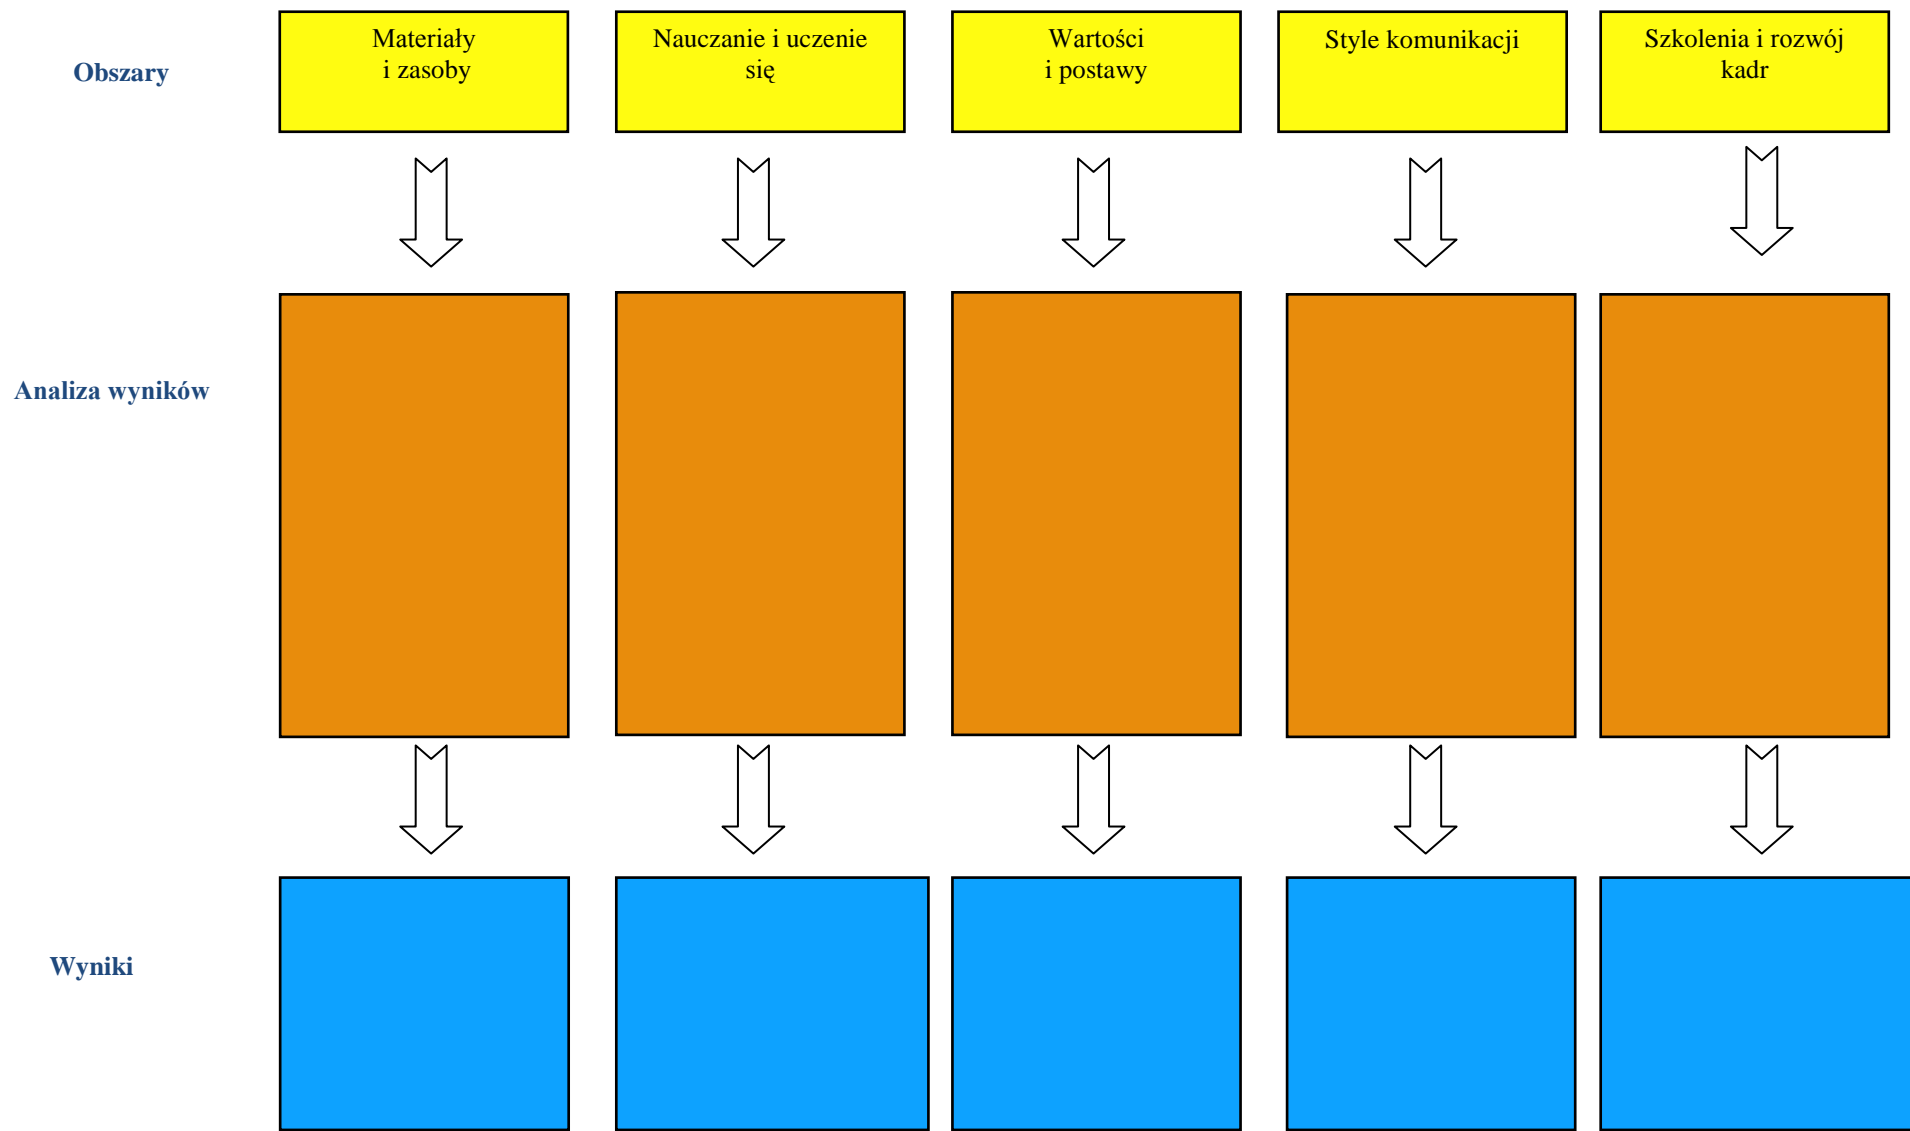 Obszary
Materiały
i zasoby
Nauczanie i uczenie
się
Wartości
i postawy
Style komunikacji
Szkolenia i rozwój
kadr
Analiza wyników
Wyniki